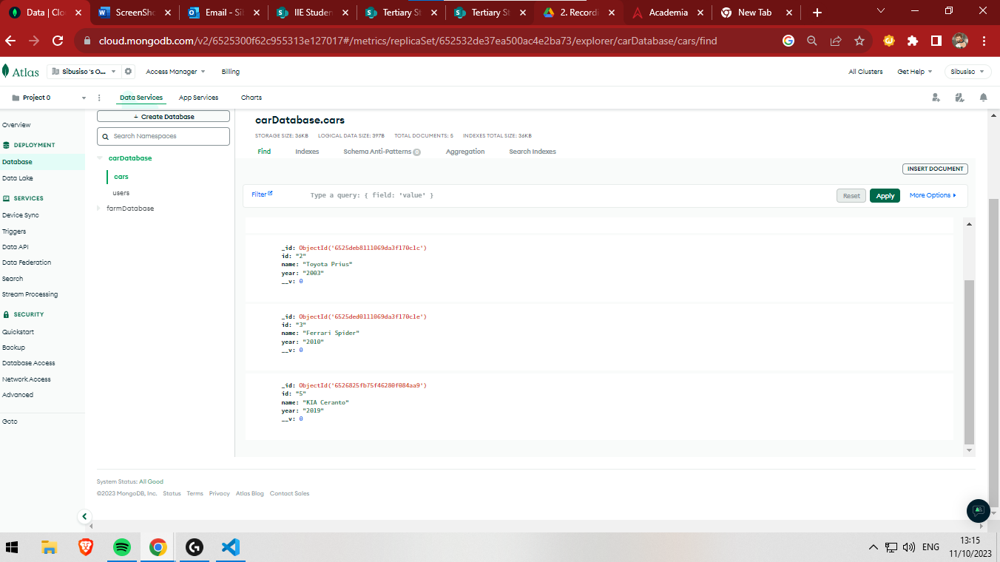 Data | Clo
ScreenSho
Email - Si
IIE Studen
Tertiary St
Tertiary St
2. Recordi
Academia
New Tab
cloud.mongodb.com/v2/6525300f62c955313e127017#/metrics/replicaSet/652532de37ea500ac4e2ba73/explorer/carDatabase/cars/find
Atlas
Sibusiso 's O...
Access Manager
Billing
All Clusters
Get Help
Sibusiso
Project 0
Data Services
App Services
Charts
Overview
DEPLOYMENT
Database
Data Lake
SERVICES
Device Sync
Triggers
Data API
Data Federation
Search
Stream Processing
SECURITY
Quickstart
Backup
Database Access
Network Access
Advanced
Goto
+ Create Database
Search Namespaces
carDatabase
cars
users
farmDatabase
carDatabase.cars
STORAGE SIZE: 36KB LOGICAL DATA SIZE: 397B TOTAL DOCUMENTS: 5 INDEXES TOTAL SIZE: 36KB
Find
Indexes
Schema Anti-Patterns 0
Aggregation
Search Indexes
INSERT DOCUMENT
Filter
Type a query: { field: 'value' }
Reset
Apply
More Options
_id: ObjectId('6525deb8111069da3f170c1c')
id: "2"
name: "Toyota Prius"
year: "2003"
__v: 0
_id: ObjectId('6525ded0111069da3f170c1e')
id: "3"
name: "Ferrari Spider"
year: "2010"
__v: 0
_id: ObjectId('6526825fb75f46280f084aa9')
id: "5"
name: "KIA Ceranto"
year: "2019"
__v: 0
System Status: All Good
©2023 MongoDB, Inc. Status Terms Privacy Atlas Blog Contact Sales
ENG
13:15
11/10/2023